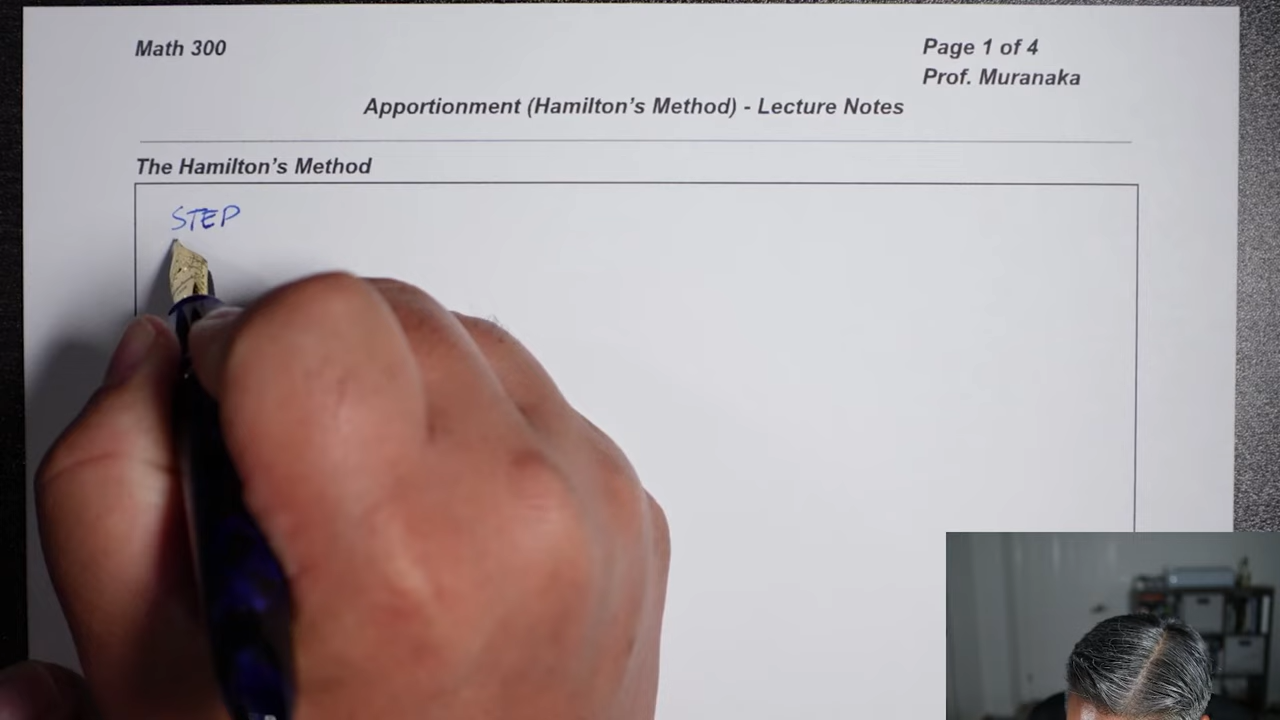 Math 300
Page 1 of 4
Prof. Muranaka
Apportionment (Hamilton's Method) - Lecture Notes
The Hamilton's Method
STEP